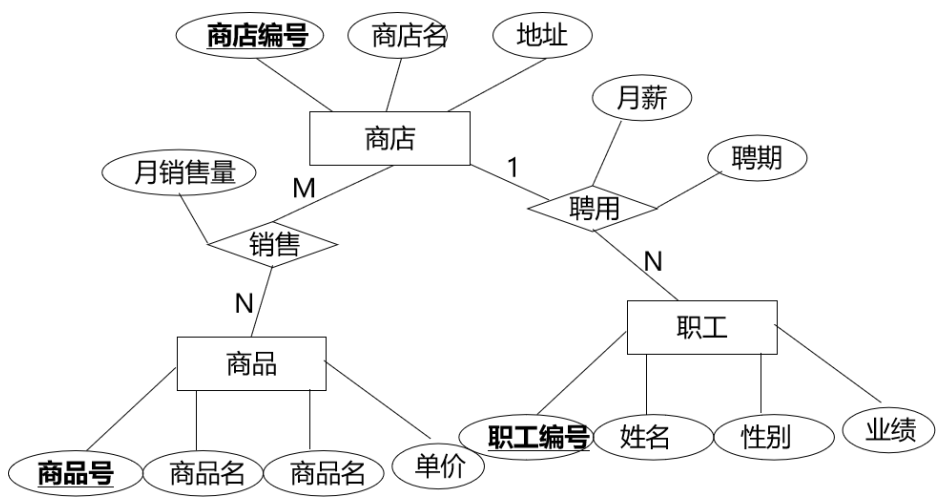 商店编号
商店名
地址
商店
月薪
聘期
月销售量
M
1
销售
聘用
N
N
商品
职工
商品号
商品名
商品名
单价
职工编号
姓名
性别
业绩